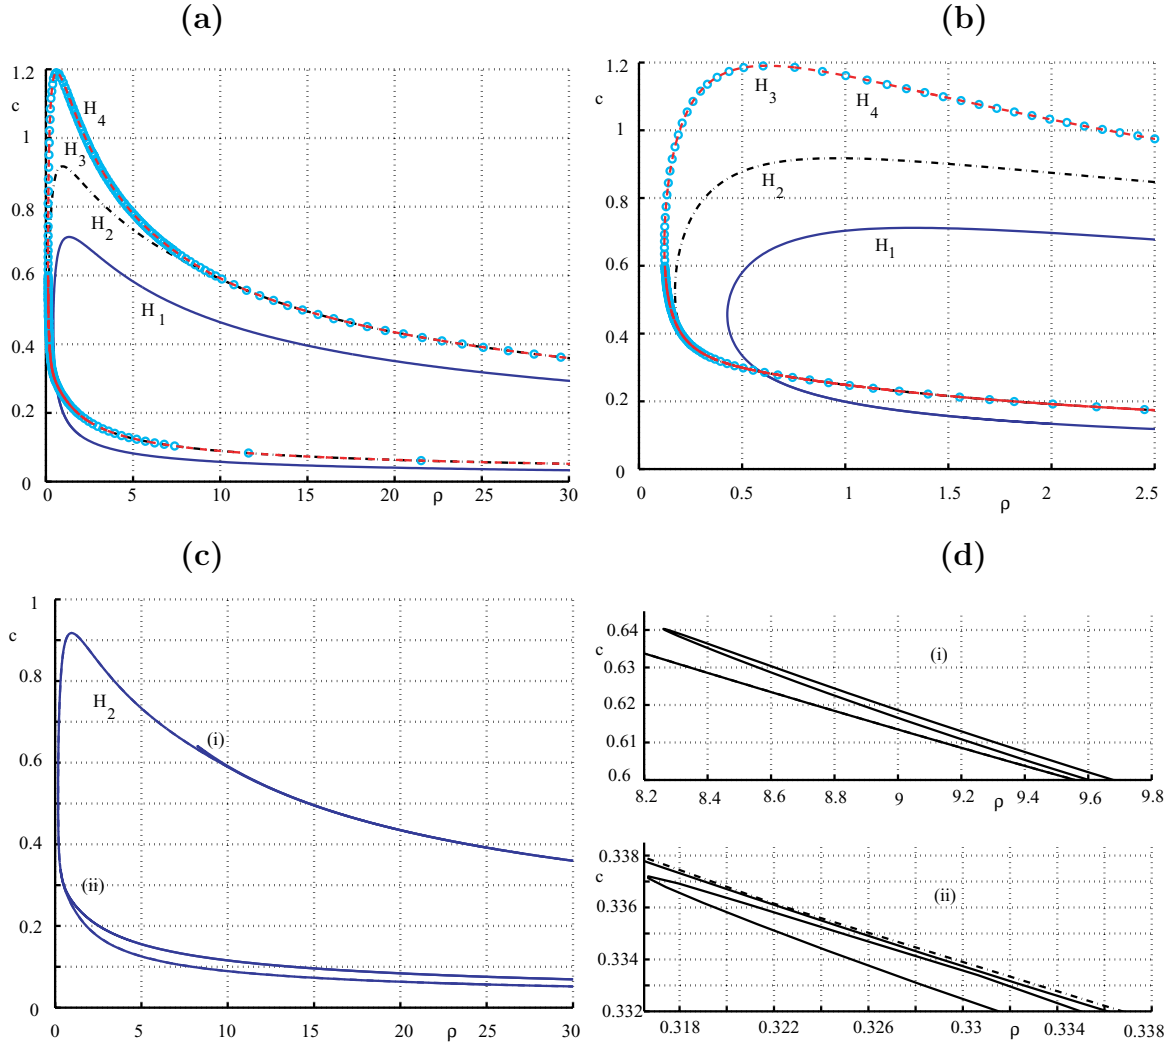 (a)
1.2
c
1
0.8
0.6
0.4
0.2
0
0 5 10 15 20 25 30
ρ
H4
H3
H2
H1
(b)
1.2
c
1
0.8
0.6
0.4
0.2
0
0 0.5 1 1.5 2 2.5
ρ
H3
H4
H2
H1
(c)
1
c
0.8
0.6
0.4
0.2
0
0 5 10 15 20 25 30
ρ
H2
(i)
(ii)
(d)
0.64
c
0.63
0.62
0.61
0.6
8.2 8.4 8.6 8.8 9 9.2 9.4 9.6 9.8
ρ
(i)
0.338
c
0.336
0.334
0.332
0.318 0.322 0.326 0.33 0.334 0.338
ρ
(ii)